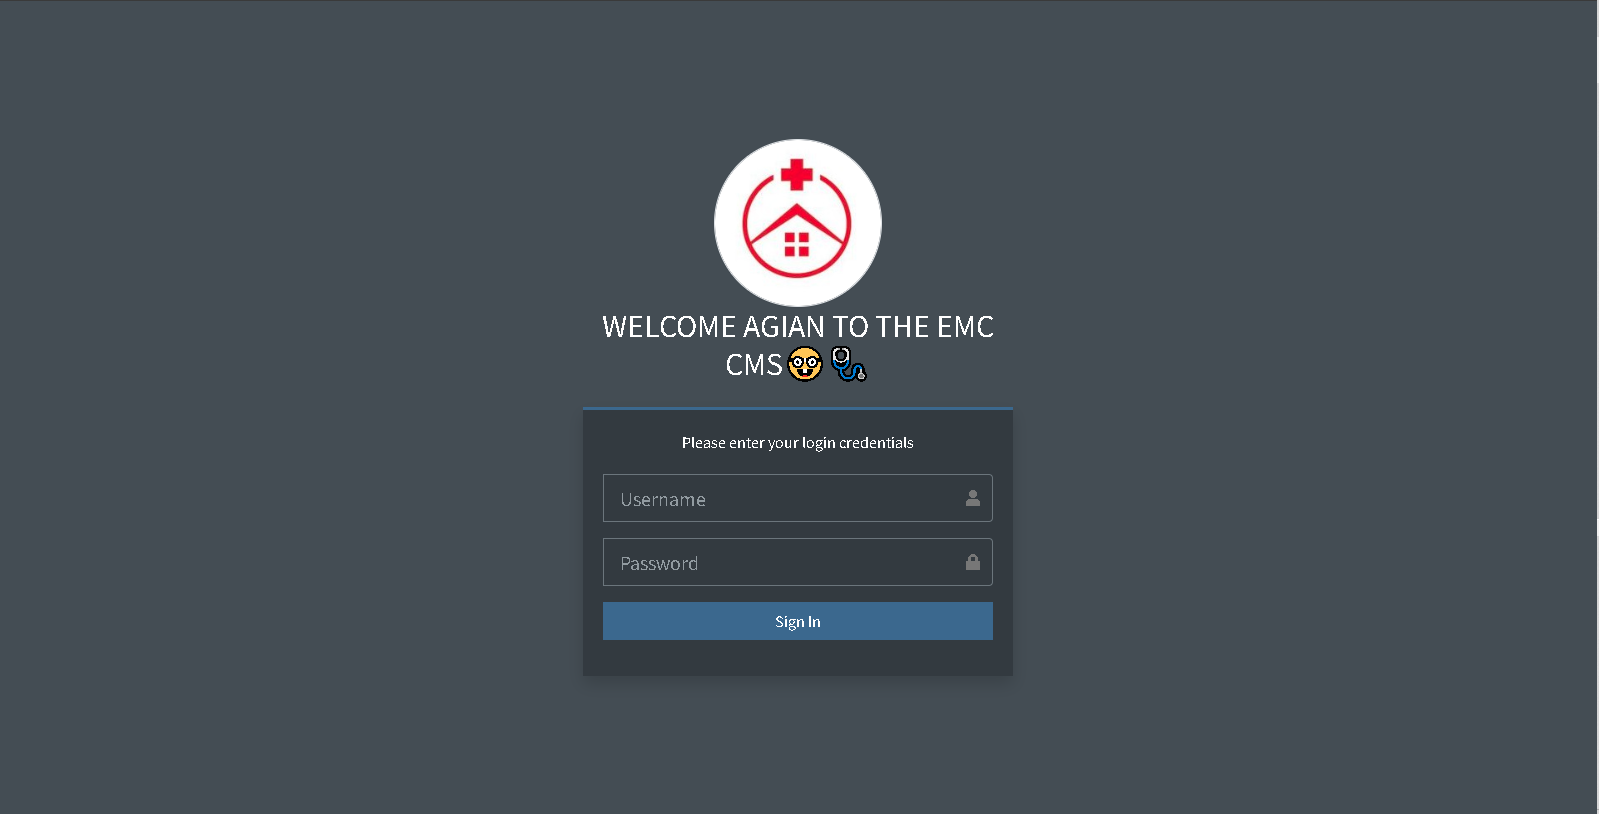 WELCOME AGIAN TO THE EMC
CMS🤓🩺
Please enter your login credentials
Username
Password
Sign In